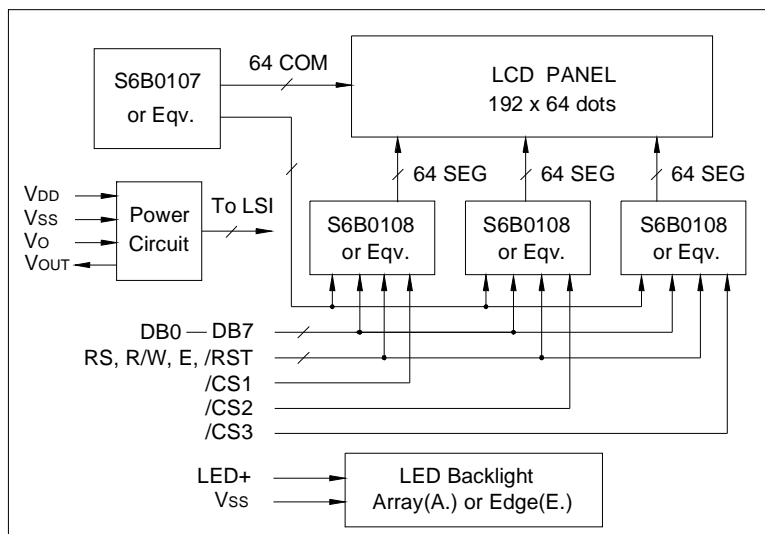 S6B0107
or Eqv.
64 COM
LCD PANEL
192 x 64 dots
64 SEG
64 SEG
64 SEG
VDD
VSS
VO
VOUT
Power
Circuit
To LSI
S6B0108
or Eqv.
S6B0108
or Eqv.
S6B0108
or Eqv.
DB0 — DB7
RS, R/W, E, /RST
/CS1
/CS2
/CS3
LED+
VSS
LED Backlight
Array(A.) or Edge(E.)